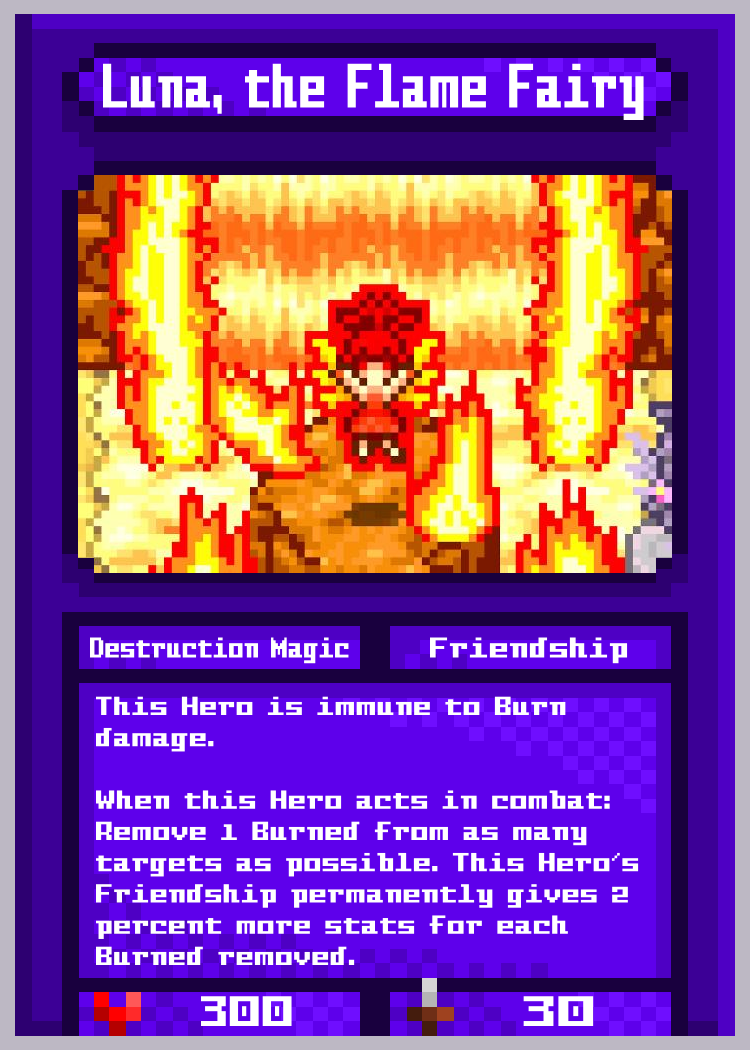 Luna, the Flame Fairy
Destruction Magic
Friendship
This Hero is immune to Burn
damage.
When this Hero acts in combat:
Remove 1 Burned from as many
targets as possible. This Hero's
Friendship permanently gives 2
percent more stats for each
Burned removed.
300
30